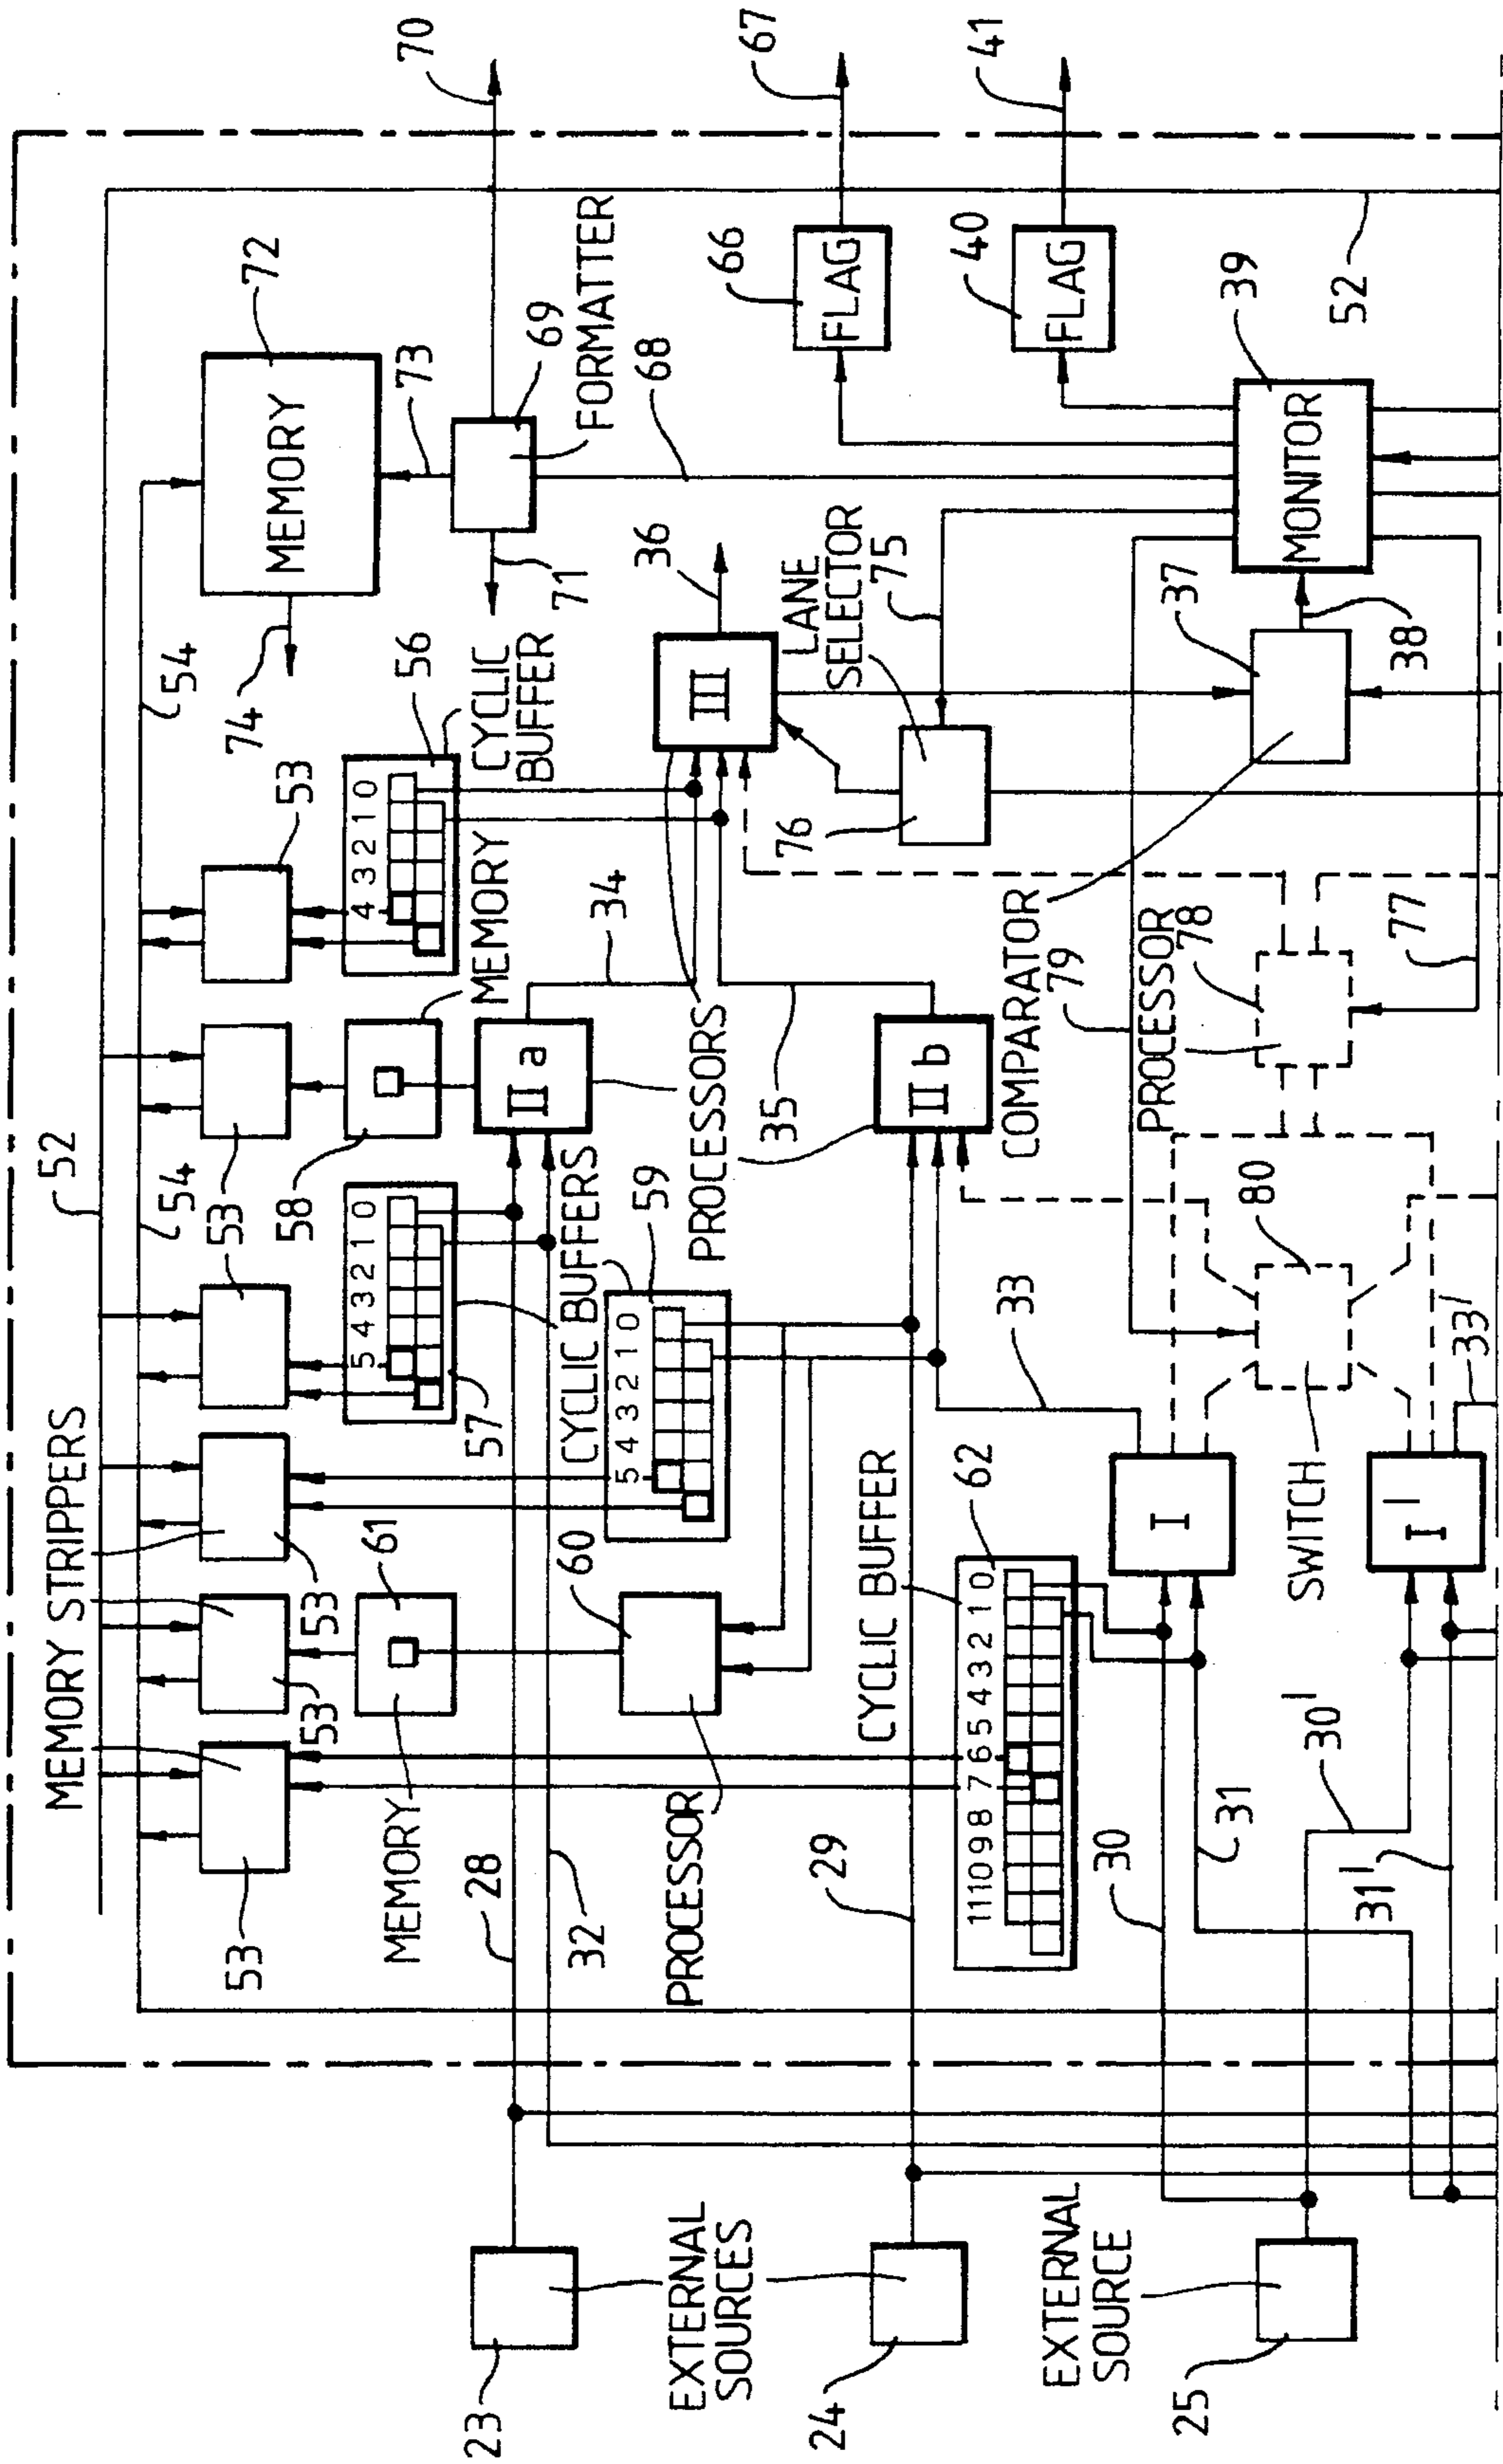 MEMORY STRIPPERS
52
54
54
53
53
53
53
53
53
74
72
MEMORY
73
61
MEMORY
58
MEMORY
5 4 3 2 1 0
57
4 3 2 1 0
56
CYCLIC
BUFFER
CYCLIC BUFFERS
5 4 3 2 1 0
59
II a
69
FORMATTER
71
70
68
23
EXTERNAL
SOURCES
28
32
60
PROCESSOR
PROCESSORS
34
35
III
36
LANE
SELECTOR
75
76
66
FLAG
67
24
29
CYCLIC BUFFER
62
11 10 9 8 7 6 5 4 3 2 1 0
II b
COMPARATOR
79
40
FLAG
41
EXTERNAL
SOURCE
25
30
31
I
33
PROCESSOR
78
37
38
MONITOR
39
52
30'
31'
SWITCH
80
I'
33'
77